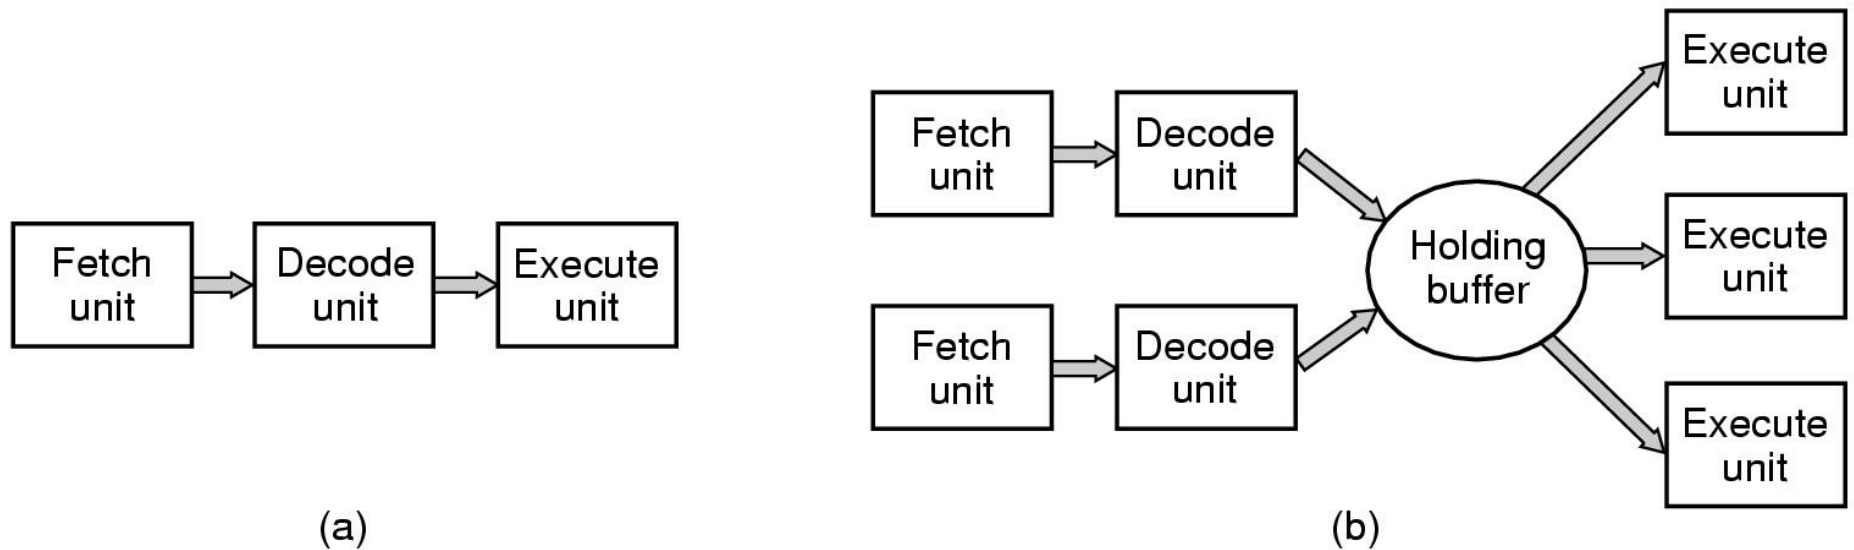 Fetch
unit
Decode
unit
Execute
unit
(a)
Fetch
unit
Decode
unit
Fetch
unit
Decode
unit
Holding
buffer
Execute
unit
Execute
unit
Execute
unit
(b)